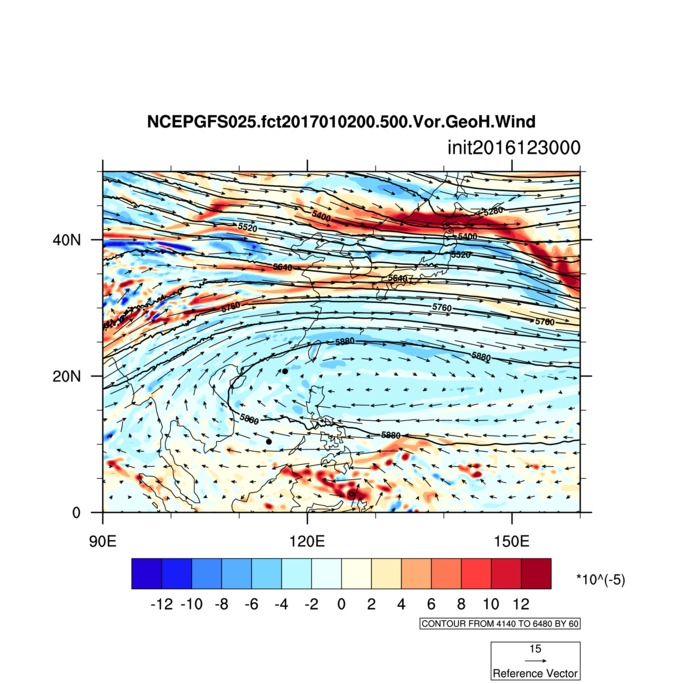 NCEPGFS025.fct2017010200.500.Vor.GeoH.Wind
init2016123000
5280
5400
5400
5520
5520
40N
5640
5640
5760
5760
5760
5880
5880
20N
5880
5880
0
90E 120E 150E
-12 -10 -8 -6 -4 -2 0 2 4 6 8 10 12
*10^(-5)
CONTOUR FROM 4140 TO 6480 BY 60
15
Reference Vector